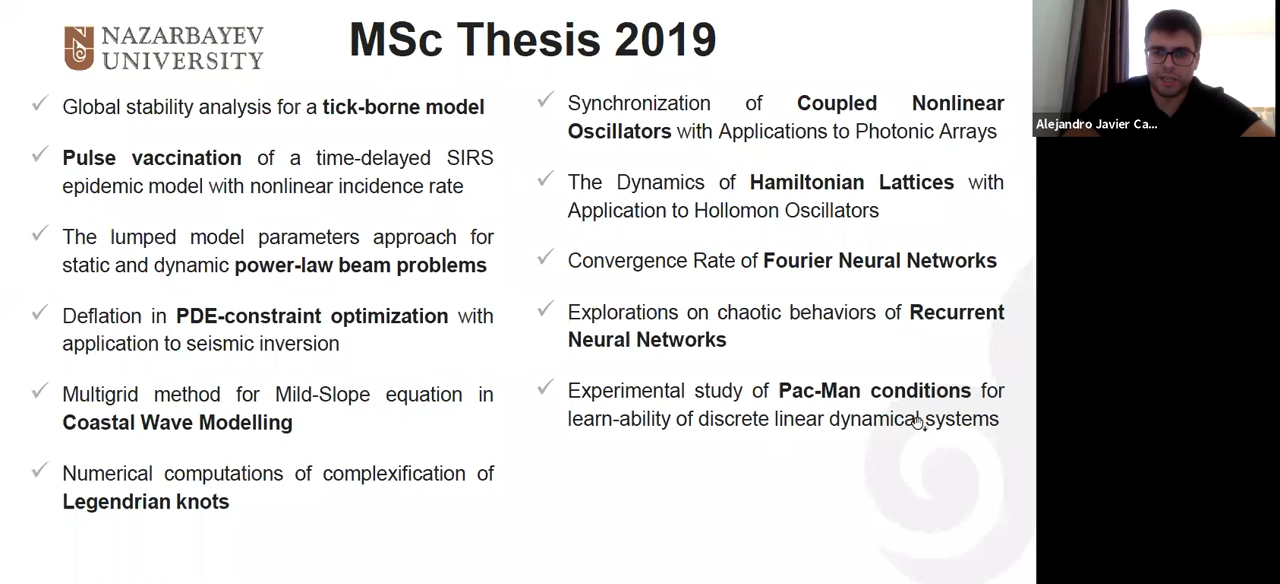 NAZARBAYEV
UNIVERSITY
MSc Thesis 2019
Global stability analysis for a tick-borne model
Pulse vaccination of a time-delayed SIRS
epidemic model with nonlinear incidence rate
The lumped model parameters approach for
static and dynamic power-law beam problems
Deflation in PDE-constraint optimization with
application to seismic inversion
Multigrid method for Mild-Slope equation in
Coastal Wave Modelling
Numerical computations of complexification of
Legendrian knots
Synchronization of Coupled Nonlinear
Oscillators with Applications to Photonic Arrays
The Dynamics of Hamiltonian Lattices with
Application to Hollomon Oscillators
Convergence Rate of Fourier Neural Networks
Explorations on chaotic behaviors of Recurrent
Neural Networks
Experimental study of Pac-Man conditions for
learn-ability of discrete linear dynamical systems
Alejandro Javier Ca...